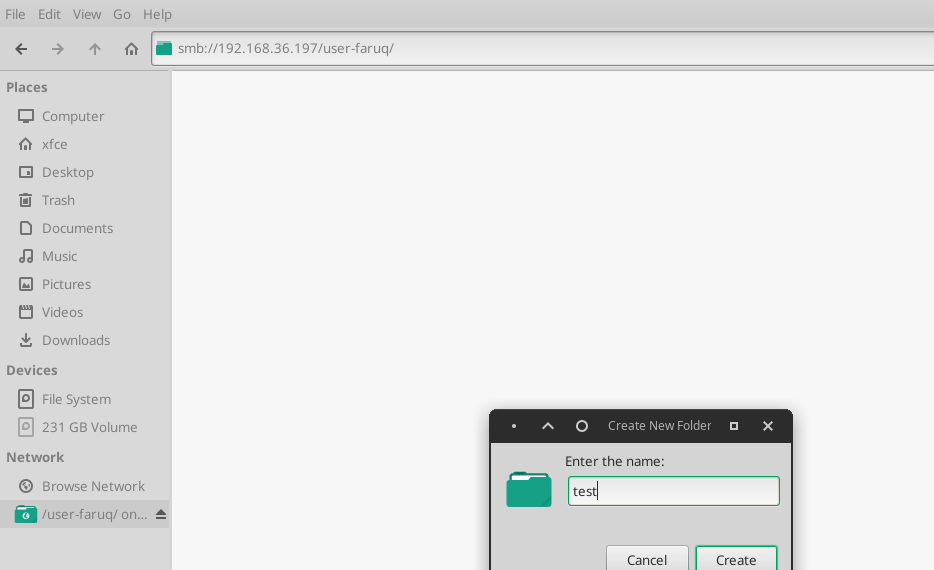 File Edit View Go Help
smb://192.168.36.197/user-faruq/
Places
Computer
xfce
Desktop
Trash
Documents
Music
Pictures
Videos
Downloads
Devices
File System
231 GB Volume
Network
Browse Network
/user-faruq/ on...
Create New Folder
Enter the name:
test
Cancel Create